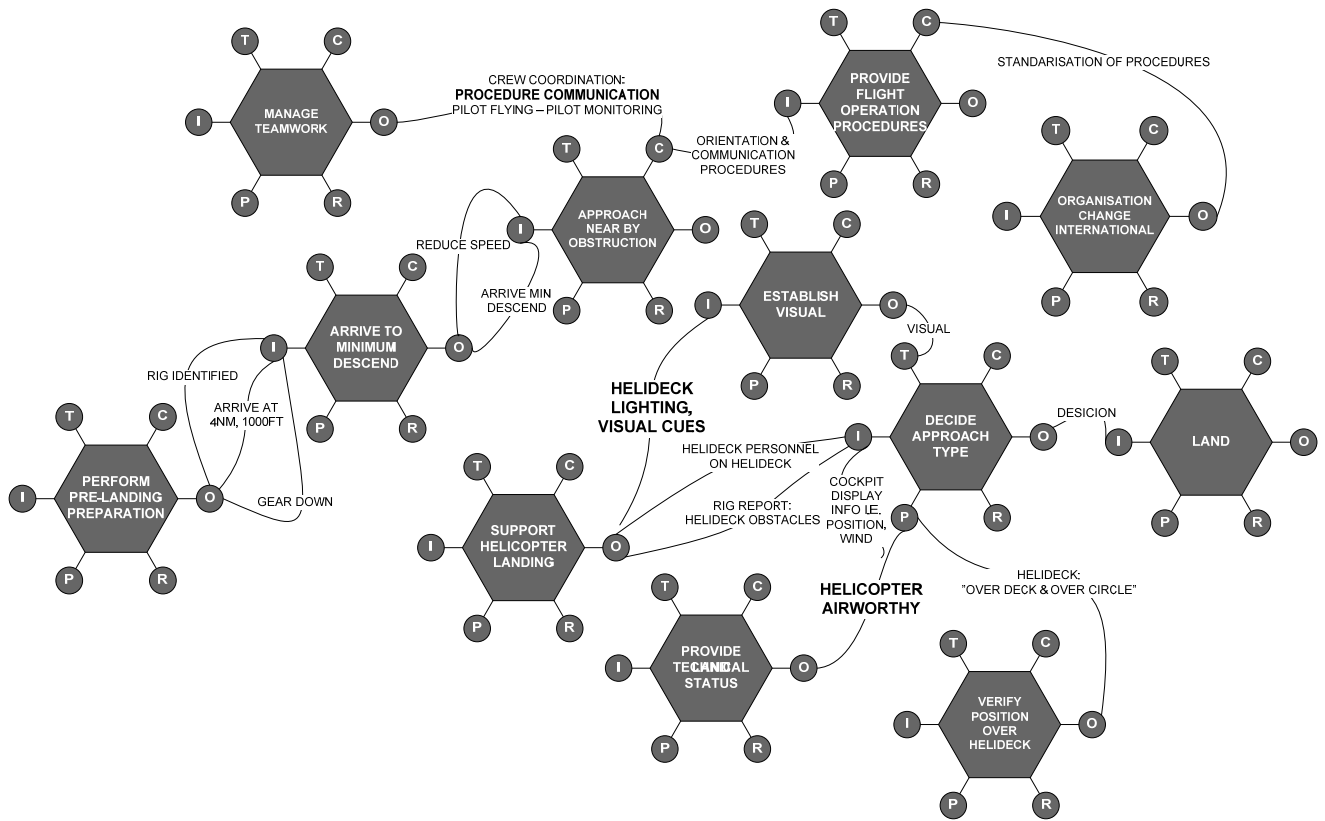 T
C
I
O
P
R
MANAGE
TEAMWORK
CREW COORDINATION:
PROCEDURE COMMUNICATION
PILOT FLYING – PILOT MONITORING
T
C
I
O
P
R
PROVIDE
FLIGHT
OPERATION
PROCEDURES
STANDARISATION OF PROCEDURES
ORIENTATION &
COMMUNICATION
PROCEDURES
T
C
I
O
P
R
APPROACH
NEAR BY
OBSTRUCTION
T
C
I
O
P
R
ORGANISATION
CHANGE
INTERNATIONAL
REDUCE SPEED
ARRIVE MIN
DESCEND
T
C
I
O
P
R
ARRIVE TO
MINIMUM
DESCEND
T
C
I
O
P
R
ESTABLISH
VISUAL
VISUAL
RIG IDENTIFIED
ARRIVE AT
4NM, 1000FT
GEAR DOWN
T
C
I
O
P
R
PERFORM
PRE-LANDING
PREPARATION
HELIDECK
LIGHTING,
VISUAL CUES
HELIDECK PERSONNEL
ON HELIDECK
RIG REPORT:
HELIDECK OBSTACLES
COCKPIT
DISPLAY
INFO I.E.
POSITION,
WIND
)
T
C
I
O
P
R
DECIDE
APPROACH
TYPE
DESICION
T
C
I
O
P
R
LAND
T
C
I
O
P
R
SUPPORT
HELICOPTER
LANDING
HELICOPTER
AIRWORTHY
HELIDECK:
"OVER DECK & OVER CIRCLE"
T
C
I
O
P
R
PROVIDE
TECHNICAL
LAND
STATUS
T
C
I
O
P
R
VERIFY
POSITION
OVER
HELIDECK